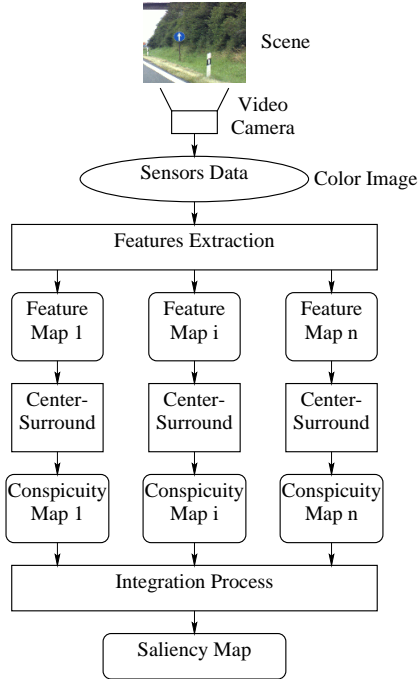 Scene
Video
Camera
Sensors Data
Color Image
Features Extraction
Feature
Map 1
Feature
Map i
Feature
Map n
Center-
Surround
Center-
Surround
Center-
Surround
Conspicuity
Map 1
Conspicuity
Map i
Conspicuity
Map n
Integration Process
Saliency Map